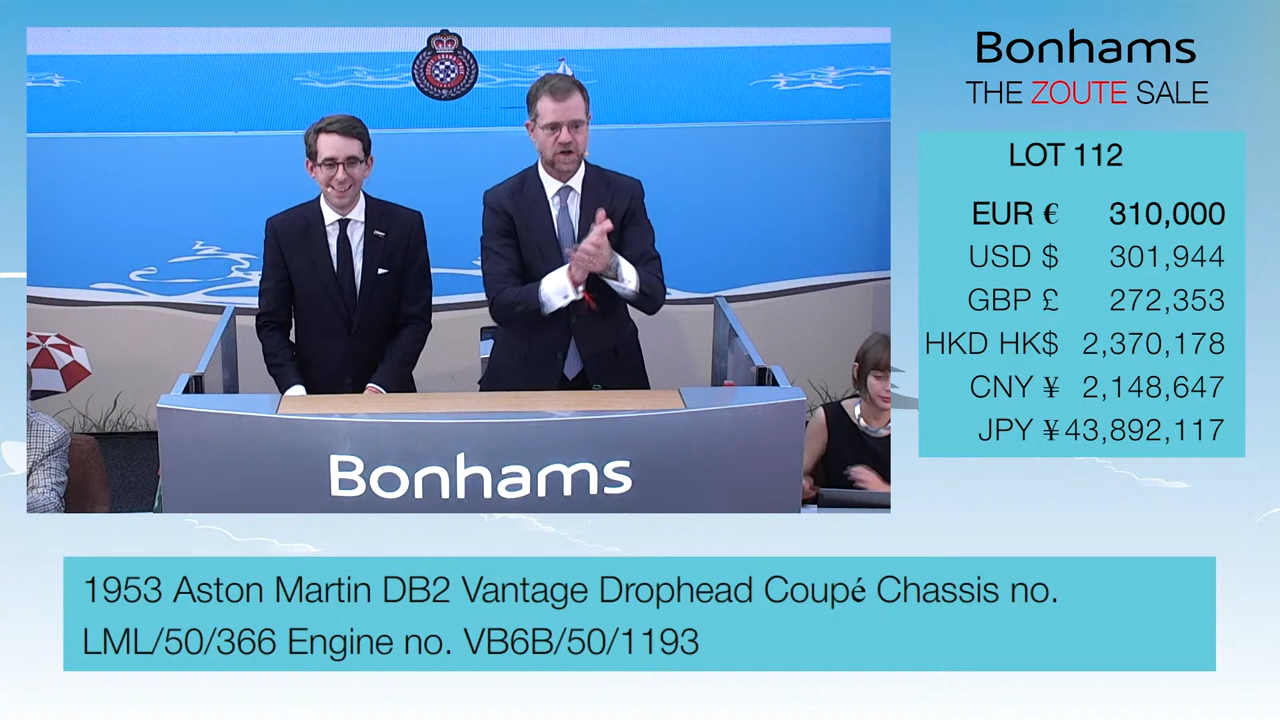 Bonhams
THE ZOUTE SALE
LOT 112
EUR € 310,000
USD $ 301,944
GBP £ 272,353
HKD HK$ 2,370,178
CNY ¥ 2,148,647
JPY ¥43,892,117
Bonhams
1953 Aston Martin DB2 Vantage Drophead Coupé Chassis no.
LML/50/366 Engine no. VB6B/50/1193